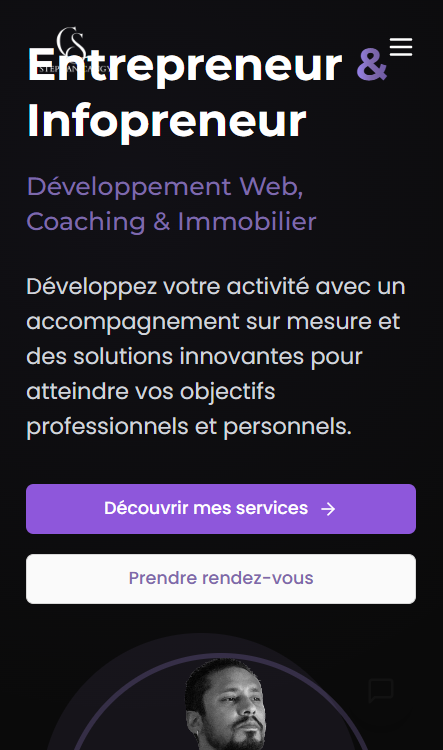 CS
Entrepreneur &
Infopreneur
Développement Web,
Coaching & Immobilier
Développez votre activité avec un
accompagnement sur mesure et
des solutions innovantes pour
atteindre vos objectifs
professionnels et personnels.
Découvrir mes services →
Prendre rendez-vous